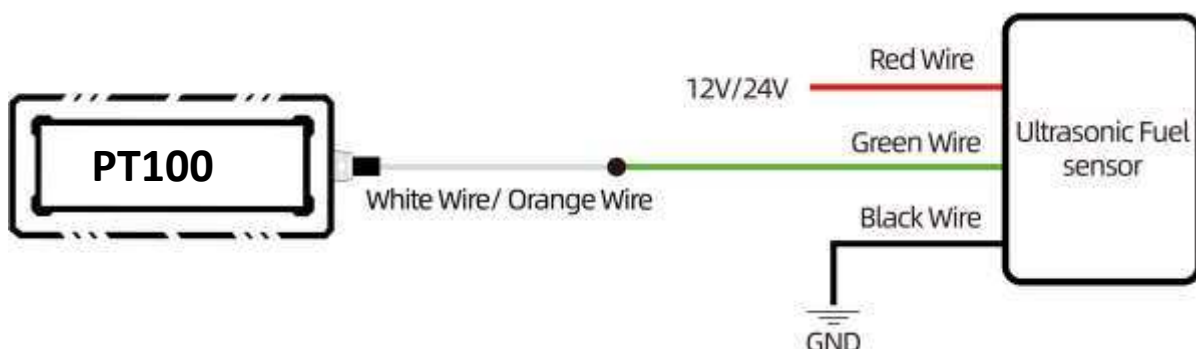 Red Wire
12V/24V
PT100
Green Wire
Ultrasonic Fuel
sensor
White Wire/ Orange Wire
Black Wire
GND